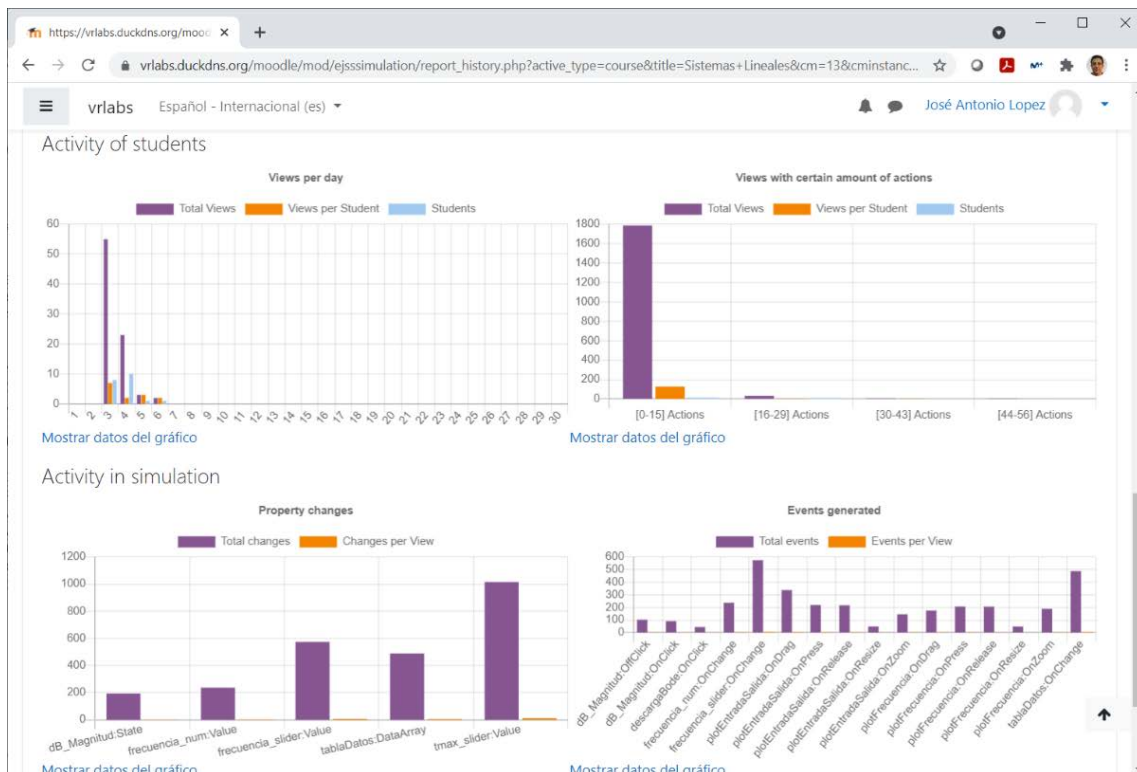 https://vrlabs.duckdns.org/mood
vrlabs.duckdns.org/moodle/mod/ejsssimulation/report_history.php?active_type=course&title=Sistemas+Lineales&cm=13&cminstanc...
vrlabs Español - Internacional (es) José Antonio Lopez
Activity of students
Views per day
Total Views Views per Student Students
60
50
40
30
20
10
0
1 2 3 4 5 6 7 8 9 10 11 12 13 14 15 16 17 18 19 20 21 22 23 24 25 26 27 28 29 30
Mostrar datos del gráfico
Views with certain amount of actions
Total Views Views per Student Students
1800
1600
1400
1200
1000
800
600
400
200
0
[0-15] Actions [16-29] Actions [30-43] Actions [44-56] Actions
Mostrar datos del gráfico
Activity in simulation
Property changes
Total changes Changes per View
1200
1000
800
600
400
200
0
dB_Magnitud:State
frecuencia_num:Value
frecuencia_slider:Value
tablaDatos:DataArray
tmax_slider:Value
Mostrar datos del gráfico
Events generated
Total events Events per View
600
500
400
300
200
100
0
dB_Magnitud:OffClick
dB_Magnitud:OnClick
descargaBode:OnClick
frecuencia_num:OnChange
frecuencia_slider:OnChange
plotEntradaSalida:OnDrag
plotEntradaSalida:OnPress
plotEntradaSalida:OnRelease
plotEntradaSalida:OnResize
plotEntradaSalida:OnZoom
plotFrecuencia:OnDrag
plotFrecuencia:OnPress
plotFrecuencia:OnRelease
plotFrecuencia:OnResize
plotFrecuencia:OnZoom
tablaDatos:OnChange
Mostrar datos del gráfico